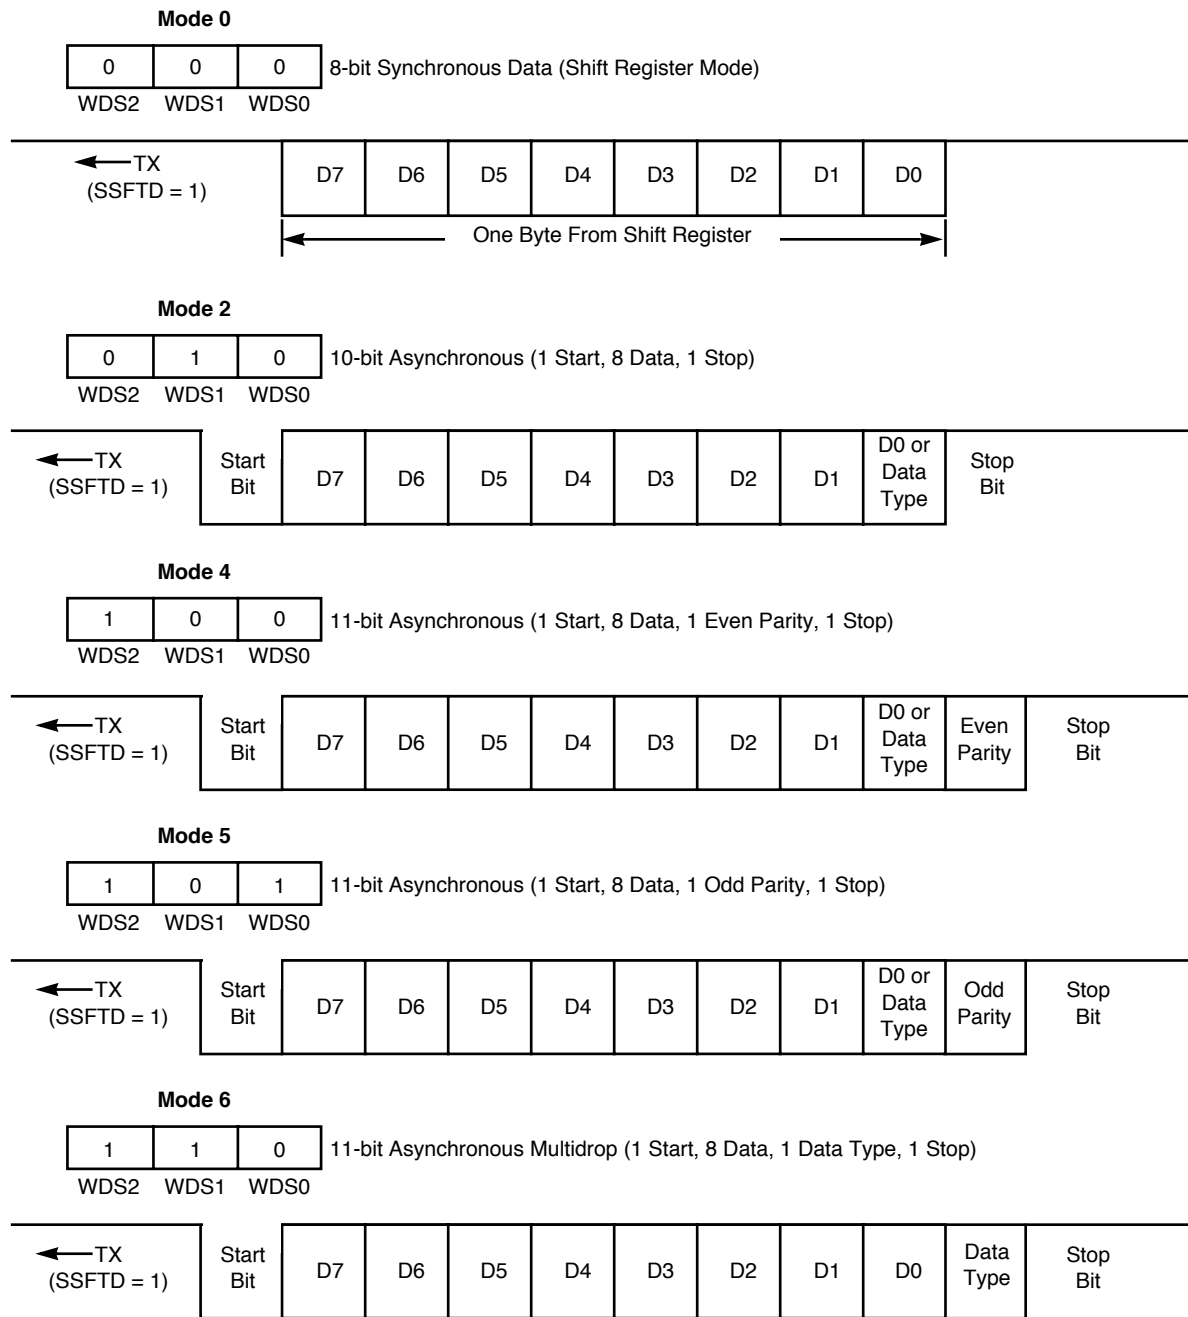 Mode 0
0 0 0 8-bit Synchronous Data (Shift Register Mode)
WDS2 WDS1 WDS0
TX
(SSFTD = 1)
D7 D6 D5 D4 D3 D2 D1 D0
One Byte From Shift Register
Mode 2
0 1 0 10-bit Asynchronous (1 Start, 8 Data, 1 Stop)
WDS2 WDS1 WDS0
TX
(SSFTD = 1)
Start
Bit
D7 D6 D5 D4 D3 D2 D1
D0 or
Data
Type
Stop
Bit
Mode 4
1 0 0 11-bit Asynchronous (1 Start, 8 Data, 1 Even Parity, 1 Stop)
WDS2 WDS1 WDS0
TX
(SSFTD = 1)
Start
Bit
D7 D6 D5 D4 D3 D2 D1
D0 or
Data
Type
Even
Parity
Stop
Bit
Mode 5
1 0 1 11-bit Asynchronous (1 Start, 8 Data, 1 Odd Parity, 1 Stop)
WDS2 WDS1 WDS0
TX
(SSFTD = 1)
Start
Bit
D7 D6 D5 D4 D3 D2 D1
D0 or
Data
Type
Odd
Parity
Stop
Bit
Mode 6
1 1 0 11-bit Asynchronous Multidrop (1 Start, 8 Data, 1 Data Type, 1 Stop)
WDS2 WDS1 WDS0
TX
(SSFTD = 1)
Start
Bit
D7 D6 D5 D4 D3 D2 D1 D0
Data
Type
Stop
Bit